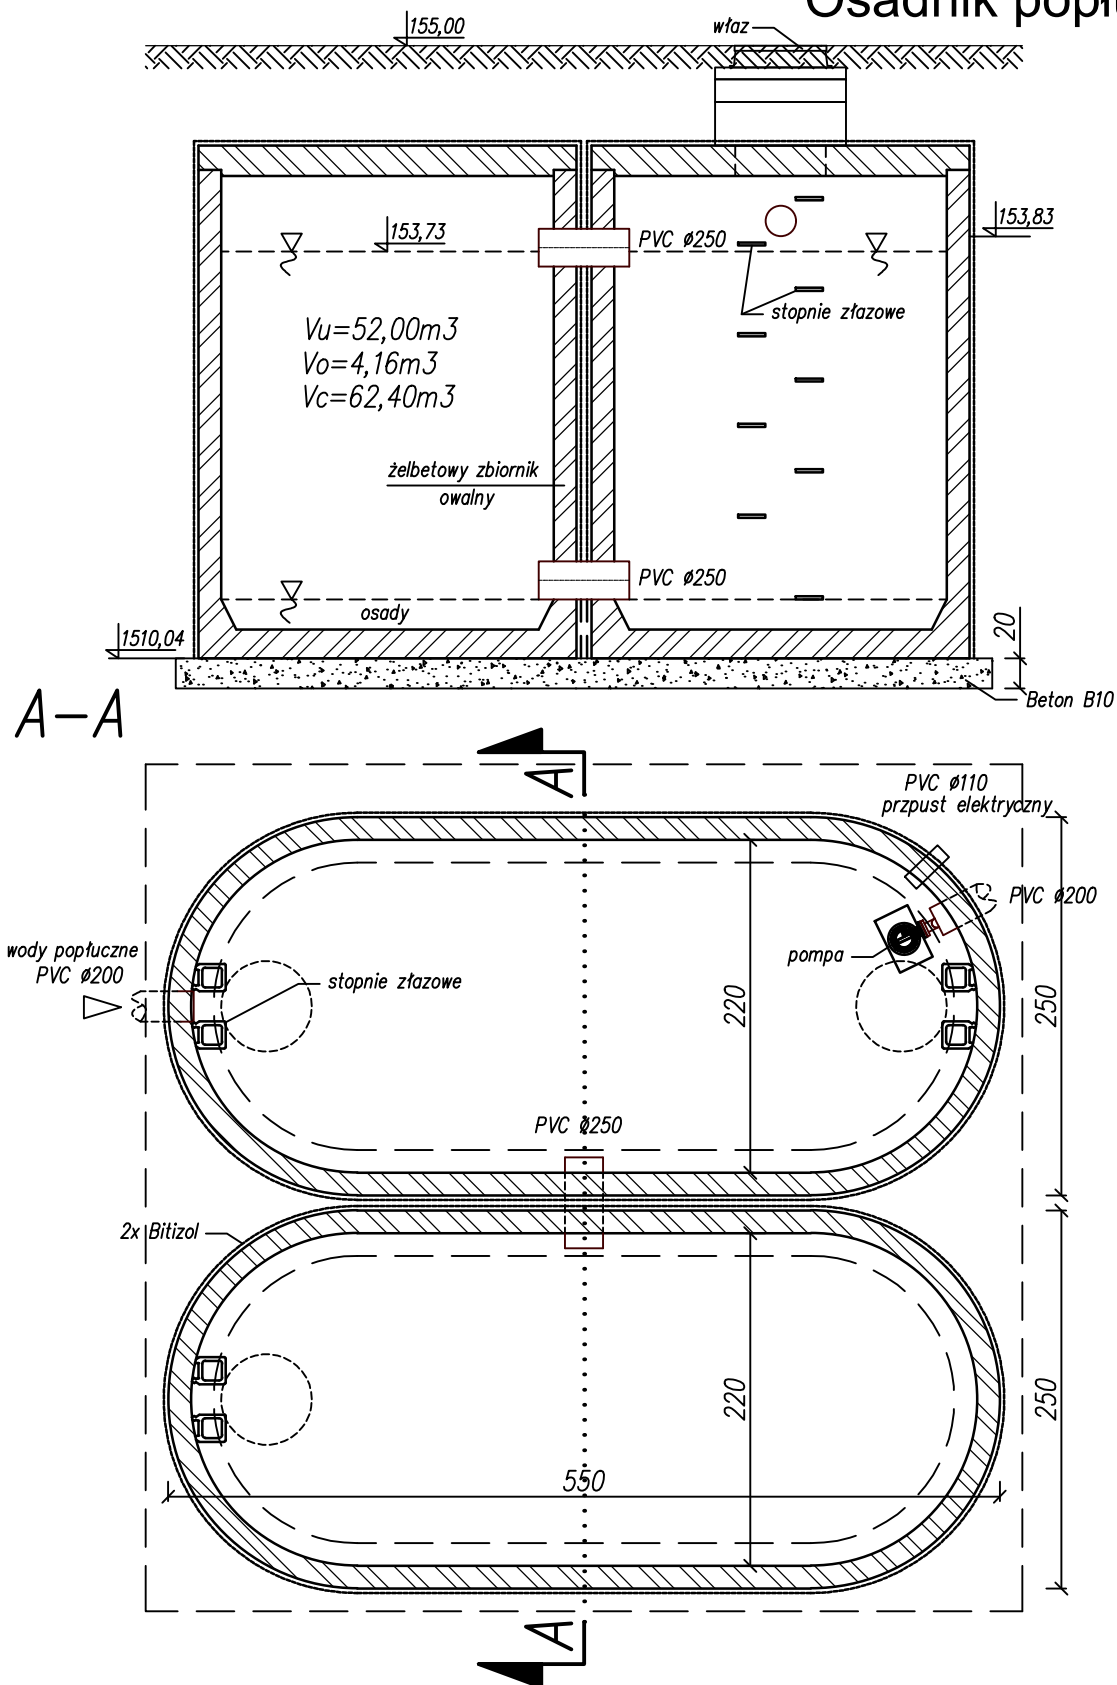 Osadnik
155,00
właz
153,73
PVC ø250
153,83
stopnie złazowe
Vu=52,00m3
Vo=4,16m3
Vc=62,40m3
żelbetowy zbiornik
owalny
PVC ø250
osady
1510,04
20
Beton B10
A-A
A
PVC ø110
przpust elektryczny
PVC ø200
wody popłuczne
PVC ø200
stopnie złazowe
pompa
220
250
PVC ø250
2x Bitizol
220
250
550
A